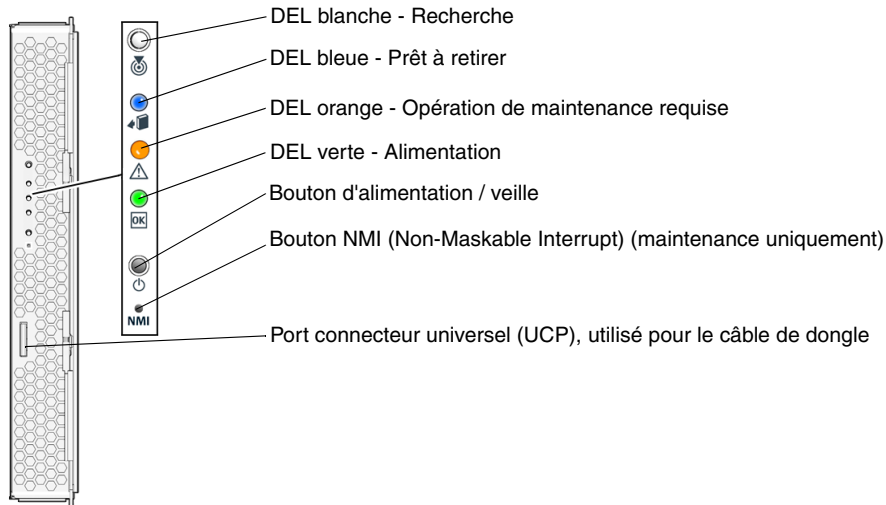 DEL blanche - Recherche
DEL bleue - Prêt à retirer
DEL orange - Opération de maintenance requise
DEL verte - Alimentation
OK
Bouton d'alimentation / veille
Bouton NMI (Non-Maskable Interrupt) (maintenance uniquement)
NMI
Port connecteur universel (UCP), utilisé pour le câble de dongle